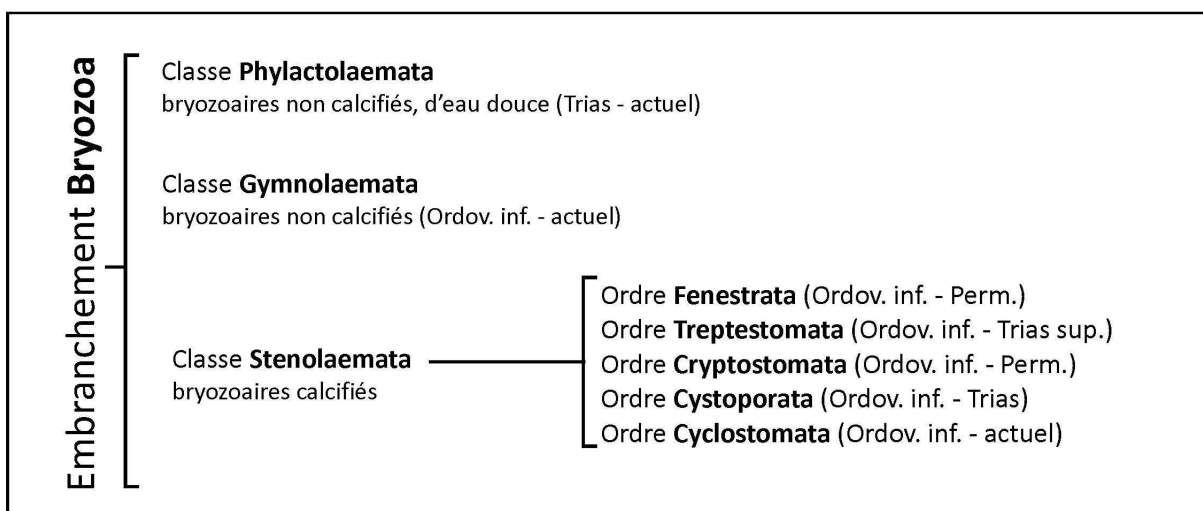 Embranchement Bryozoa
Classe Phylactolaemata
bryozoaires non calcifiés, d'eau douce (Trias - actuel)
Classe Gymnolaemata
bryozoaires non calcifiés (Ordov. inf. - actuel)
Classe Stenolaemata
bryozoaires calcifiés
Ordre Fenestrata (Ordov. inf. - Perm.)
Ordre Treptestomata (Ordov. inf. - Trias sup.)
Ordre Cryptostomata (Ordov. inf. - Perm.)
Ordre Cystoporata (Ordov. inf. - Trias)
Ordre Cyclostomata (Ordov. inf. - actuel)